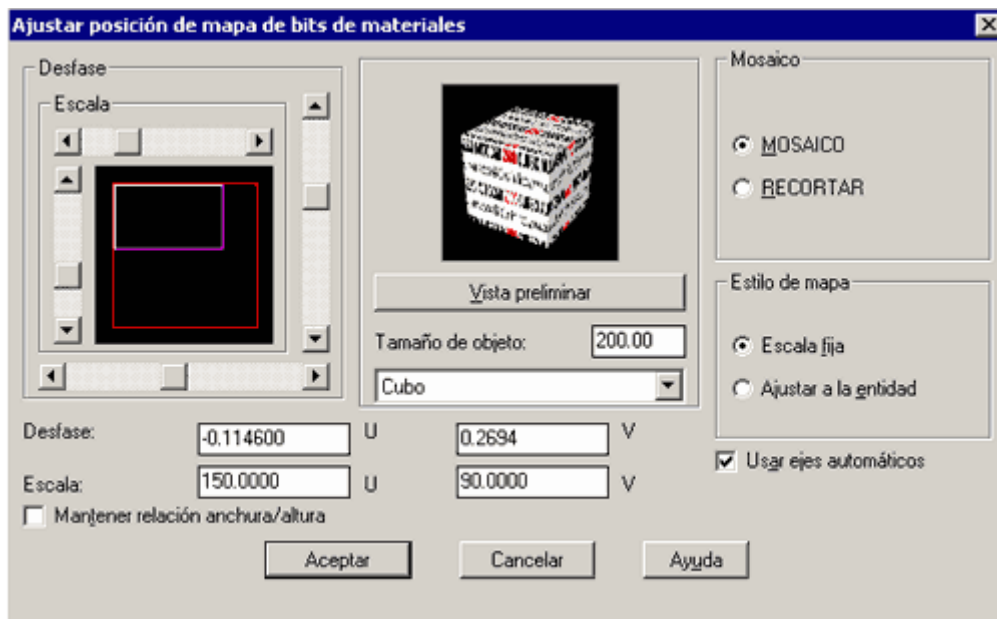 Ajustar posición de mapa de bits de materiales
Desfase
Escala
Vista preliminar
Tamaño de objeto: 200.00
Cubo
Mosaico
MOSAICO
RECORTAR
Estilo de mapa
Escala fija
Ajustar a la entidad
Usar ejes automáticos
Desfase: -0.114600 U 0.2694 V
Escala: 150.0000 U 90.0000 V
Mantener relación anchura/altura
Aceptar Cancelar Ayuda